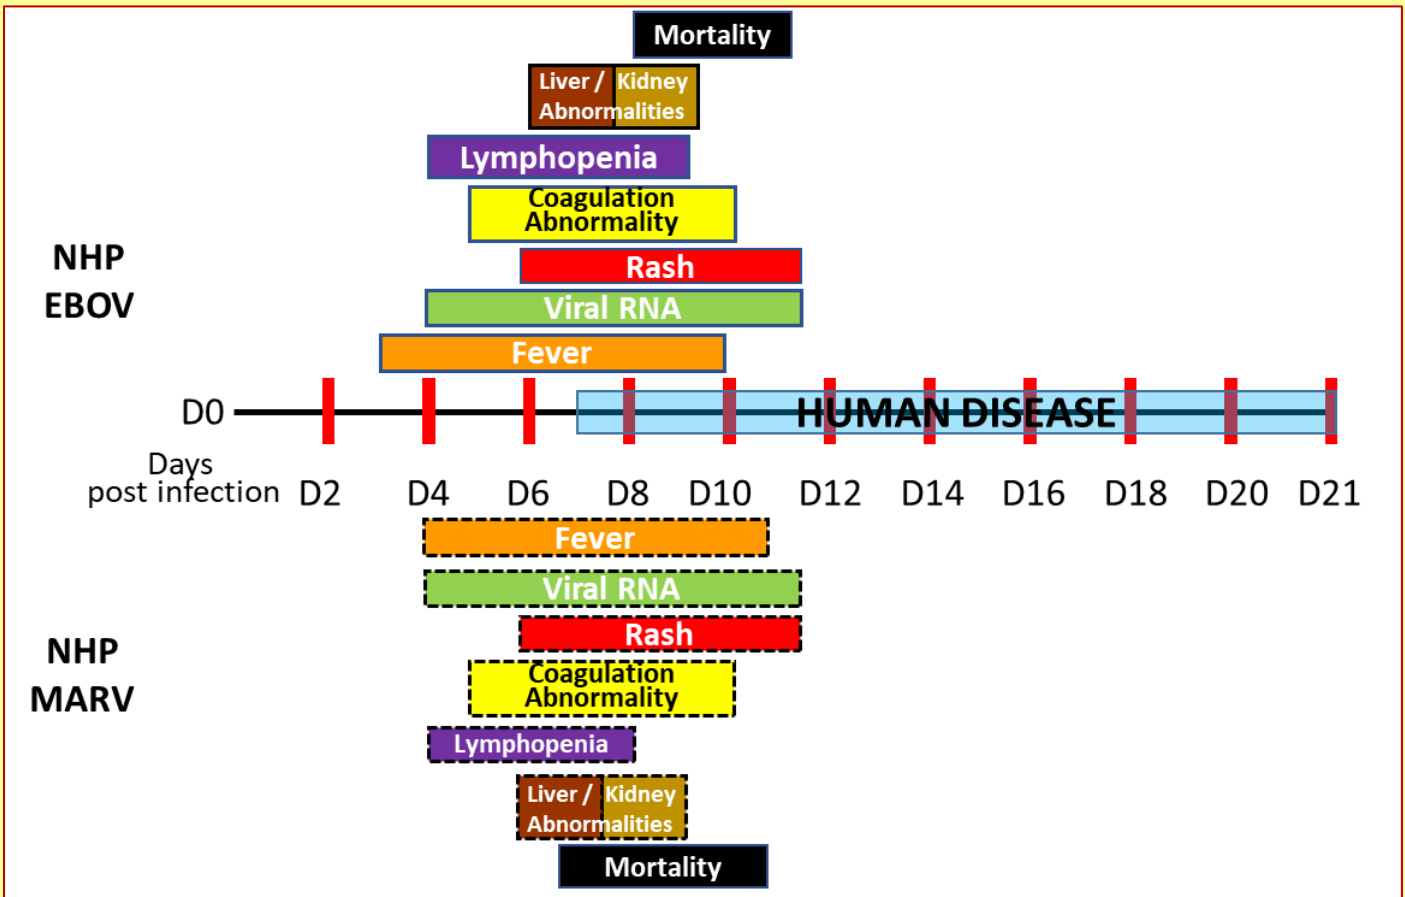 Mortality
Liver / Kidney
Abnormalities
Lymphopenia
Coagulation
Abnormality
NHP
EBOV
Rash
Viral RNA
Fever
D0
HUMAN DISEASE
Days
post infection
D2 D4 D6 D8 D10 D12 D14 D16 D18 D20 D21
Fever
Viral RNA
Rash
NHP
MARV
Coagulation
Abnormality
Lymphopenia
Liver / Kidney
Abnormalities
Mortality